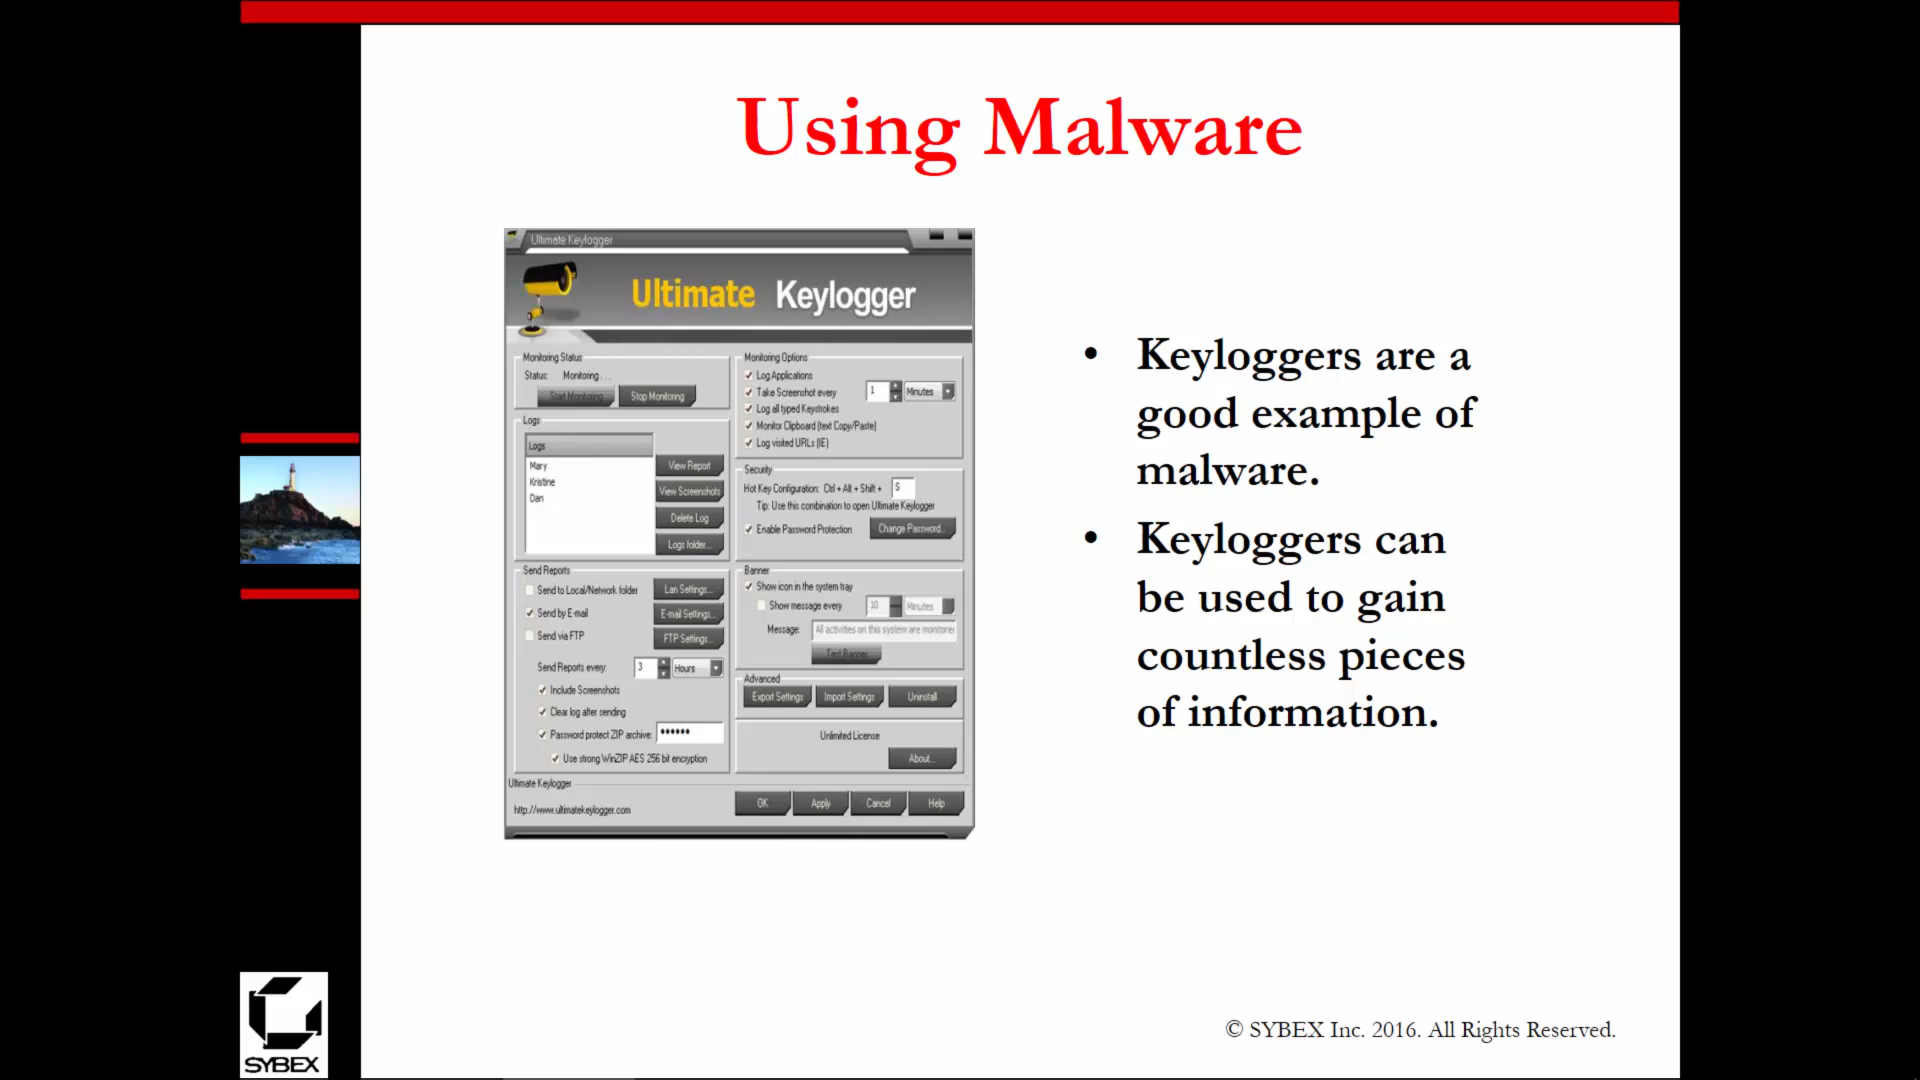 Using Malware
Ultimate Keylogger
Ultimate Keylogger
Monitoring Status
Status: Monitoring . . .
Start Monitoring Stop Monitoring
Logs
Logs
Mary
Kristine
Dan
View Report
View Screenshots
Delete Log
Logs folder...
Send Reports
Send to Local/Network folder Lan Settings...
Send by E-mail E-mail Settings...
Send via FTP FTP Settings...
Send Reports every: 3 Hours
Include Screenshots
Clear log after sending
Password protect ZIP archive: ••••••
Use strong WinZIP AES 256 bit encryption
Monitoring Options
Log Applications
Take Screenshot every 1 Minutes
Log all typed Keystrokes
Monitor Clipboard (text Copy/Paste)
Log visited URLs (IE)
Security
Hot Key Configuration: Ctrl + Alt + Shift + S
Tip: Use this combination to open Ultimate Keylogger
Enable Password Protection Change Password...
Banner
Show icon in the system tray
Show message every 10 Minutes
Message: All activities on this system are monitored
Test Banner
Advanced
Export Settings Import Settings Uninstall
Unlimited License
About...
Ultimate Keylogger
http://www.ultimatekeylogger.com
OK Apply Cancel Help
• Keyloggers are a
good example of
malware.
• Keyloggers can
be used to gain
countless pieces
of information.
SYBEX
© SYBEX Inc. 2016. All Rights Reserved.